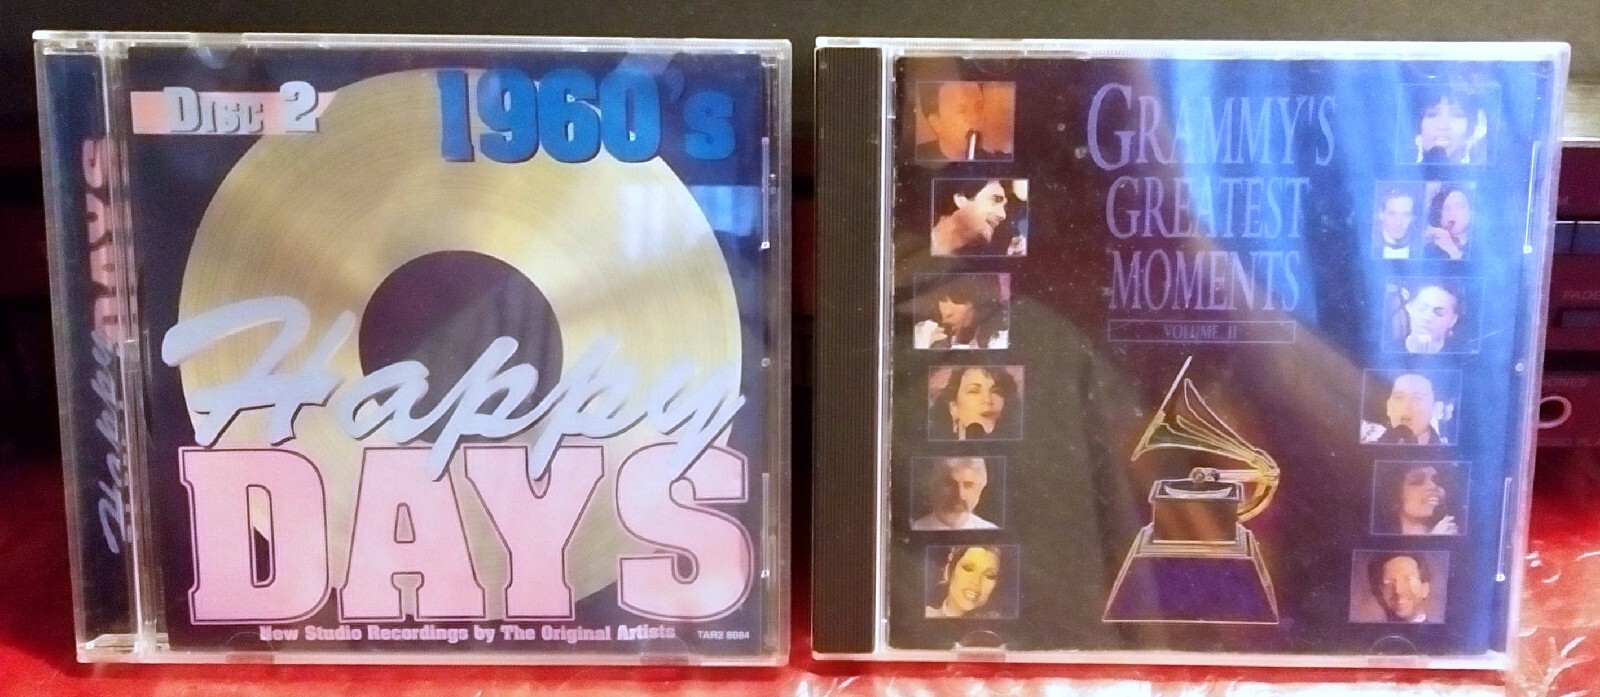 Happy DAYS
DISC 2
1960's
Happy
DAYS
New Studio Recordings by The Original Artists
TAR2 9084
GRAMMY'S
GREATEST
MOMENTS
VOLUME II